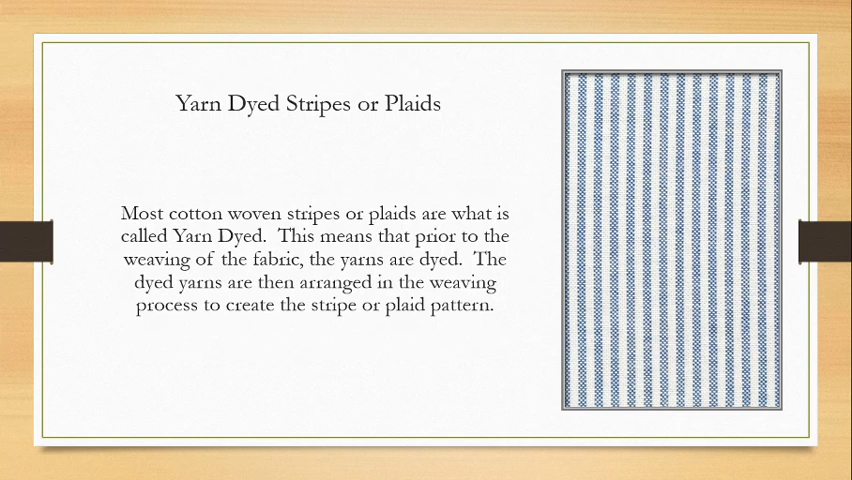 Yarn Dyed Stripes or Plaids
Most cotton woven stripes or plaids are what is
called Yarn Dyed.  This means that prior to the
weaving of the fabric, the yarns are dyed.  The
dyed yarns are then arranged in the weaving
process to create the stripe or plaid pattern.